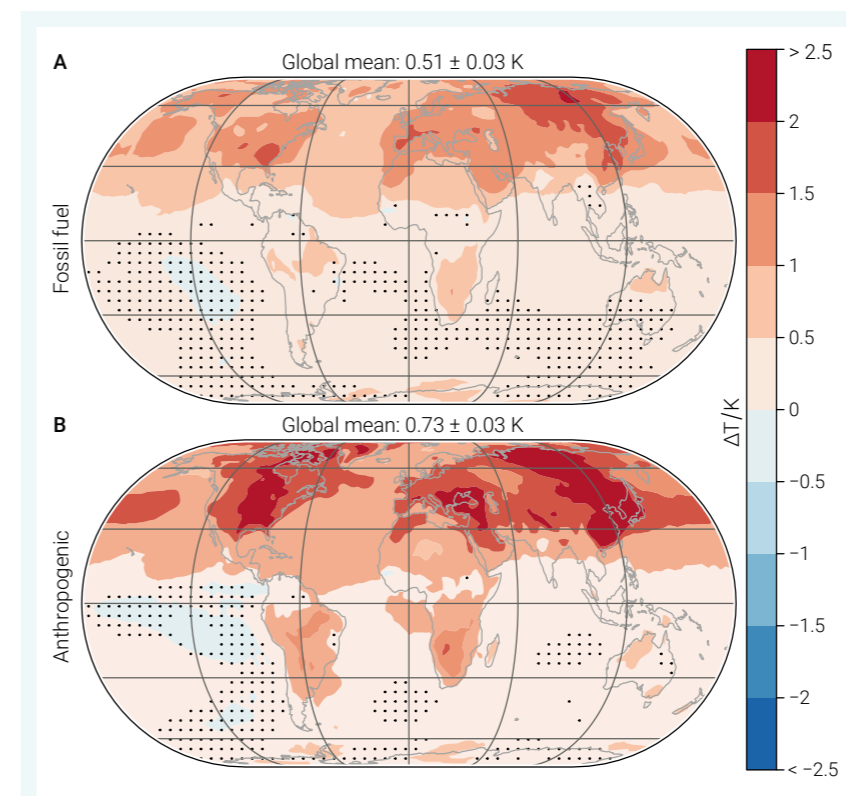 A
Global mean: 0.51 ± 0.03 K
Fossil fuel
B
Global mean: 0.73 ± 0.03 K
Anthropogenic
> 2.5
2
1.5
1
0.5
0
−0.5
−1
−1.5
−2
< −2.5
ΔT/K